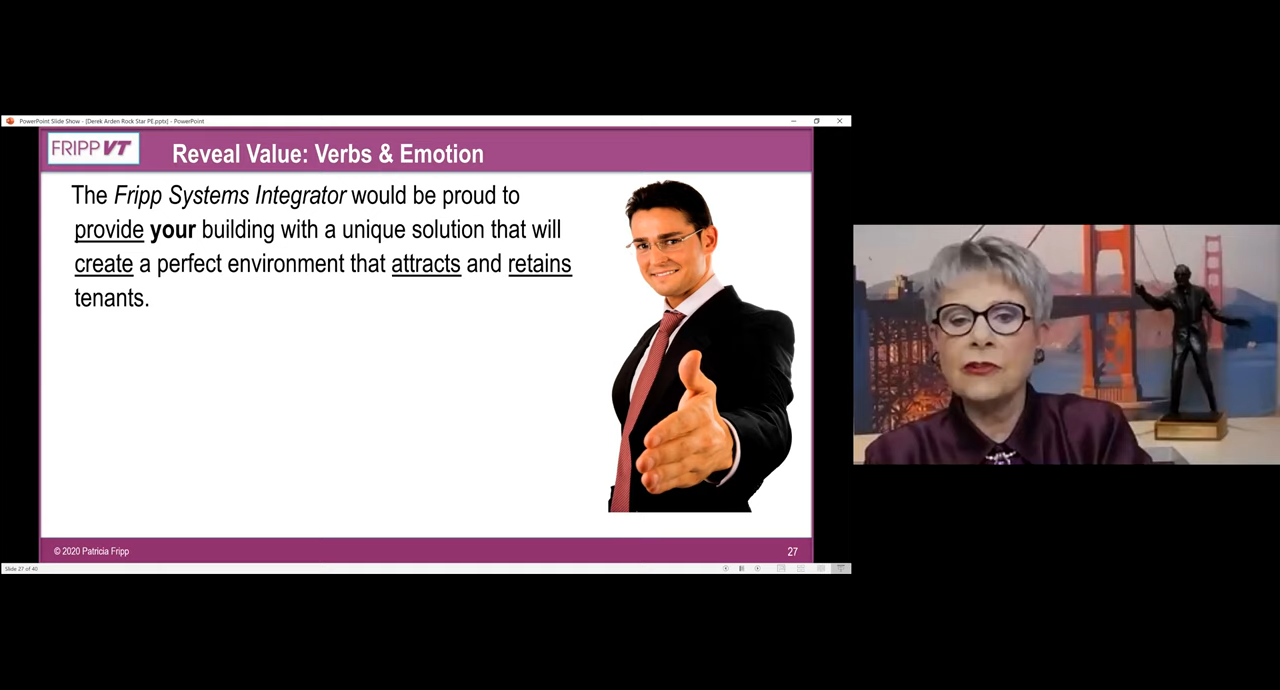 PowerPoint Slide Show - [Derek Arden Rock Star PE.pptx] - PowerPoint
FRIPP VT
Reveal Value: Verbs & Emotion
The Fripp Systems Integrator would be proud to
provide your building with a unique solution that will
create a perfect environment that attracts and retains
tenants.
© 2020 Patricia Fripp
27
Slide 27 of 40